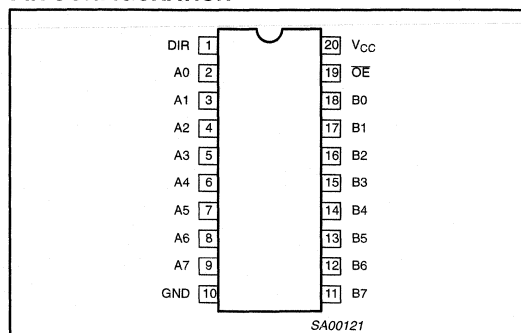 DIR 1 20 VCC
A0 2 19 OE
A1 3 18 B0
A2 4 17 B1
A3 5 16 B2
A4 6 15 B3
A5 7 14 B4
A6 8 13 B5
A7 9 12 B6
GND 10 11 B7
SA00121